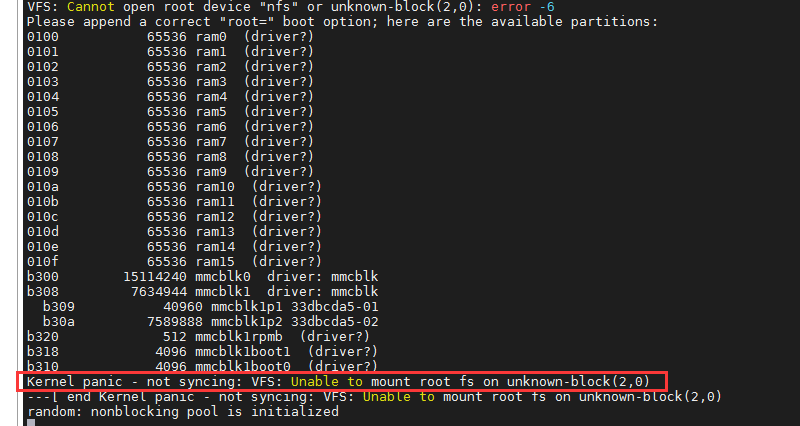 VFS: Cannot open root device "nfs" or unknown-block(2,0): error -6
Please append a correct "root=" boot option; here are the available partitions:
0100 65536 ram0 (driver?)
0101 65536 ram1 (driver?)
0102 65536 ram2 (driver?)
0103 65536 ram3 (driver?)
0104 65536 ram4 (driver?)
0105 65536 ram5 (driver?)
0106 65536 ram6 (driver?)
0107 65536 ram7 (driver?)
0108 65536 ram8 (driver?)
0109 65536 ram9 (driver?)
010a 65536 ram10 (driver?)
010b 65536 ram11 (driver?)
010c 65536 ram12 (driver?)
010d 65536 ram13 (driver?)
010e 65536 ram14 (driver?)
010f 65536 ram15 (driver?)
b300 15114240 mmcblk0 driver: mmcblk
b308 7634944 mmcblk1 driver: mmcblk
b309 40960 mmcblk1p1 33dbcda5-01
b30a 7589888 mmcblk1p2 33dbcda5-02
b320 512 mmcblk1rpmb (driver?)
b318 4096 mmcblk1boot1 (driver?)
b310 4096 mmcblk1boot0 (driver?)
Kernel panic - not syncing: VFS: Unable to mount root fs on unknown-block(2,0)
---[ end Kernel panic - not syncing: VFS: Unable to mount root fs on unknown-block(2,0)
random: nonblocking pool is initialized